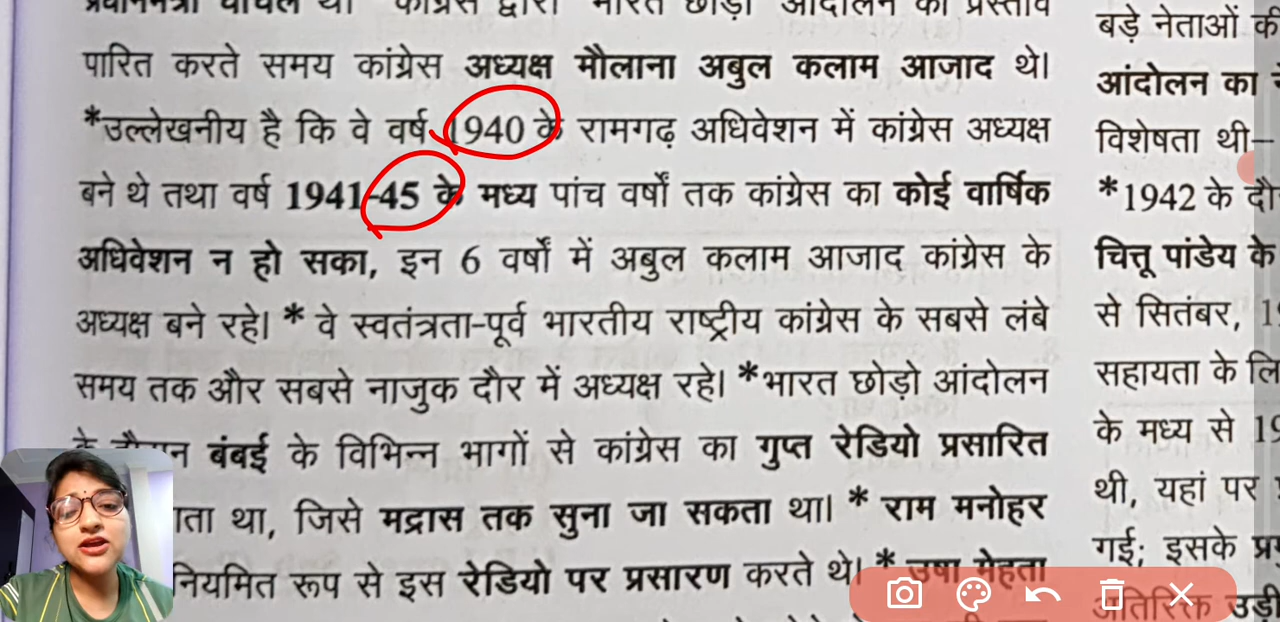 पारित करते समय कांग्रेस अध्यक्ष मौलाना अबुल कलाम आजाद थे।
*उल्लेखनीय है कि वे वर्ष 1940 के रामगढ़ अधिवेशन में कांग्रेस अध्यक्ष
बने थे तथा वर्ष 1941-45 के मध्य पांच वर्षों तक कांग्रेस का कोई वार्षिक
अधिवेशन न हो सका, इन 6 वर्षों में अबुल कलाम आजाद कांग्रेस के
अध्यक्ष बने रहे। * वे स्वतंत्रता-पूर्व भारतीय राष्ट्रीय कांग्रेस के सबसे लंबे
समय तक और सबसे नाजुक दौर में अध्यक्ष रहे। *भारत छोड़ो आंदोलन
बंबई के विभिन्न भागों से कांग्रेस का गुप्त रेडियो प्रसारित
था, जिसे मद्रास तक सुना जा सकता था। * राम मनोहर
नियमित रूप से इस रेडियो पर प्रसारण करते थे। * उषा मेहता
बड़े नेताओं की
आंदोलन का
विशेषता थी–
*1942 के
चित्तू पांडेय के
से सितंबर,
सहायता के
के मध्य से
थी, यहां पर
गई; इसके
अतिरिक्त